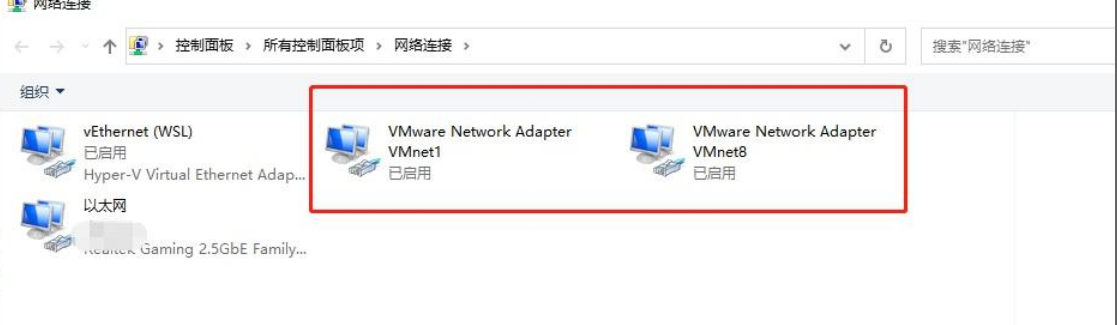 网络连接
控制面板 › 所有控制面板项 › 网络连接 ›
搜索"网络连接"
组织
vEthernet (WSL)
已启用
Hyper-V Virtual Ethernet Adap...
VMware Network Adapter
VMnet1
已启用
VMware Network Adapter
VMnet8
已启用
以太网
Realtek Gaming 2.5GbE Family...